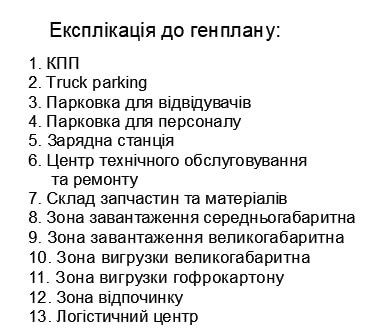 Експлікація до генплану:
1. КПП
2. Truck parking
3. Парковка для відвідувачів
4. Парковка для персоналу
5. Зарядна станція
6. Центр технічного обслуговування
та ремонту
7. Склад запчастин та матеріалів
8. Зона завантаження середньогабаритна
9. Зона завантаження великогабаритна
10. Зона вигрузки великогабаритна
11. Зона вигрузки гофрокартону
12. Зона відпочинку
13. Логістичний центр